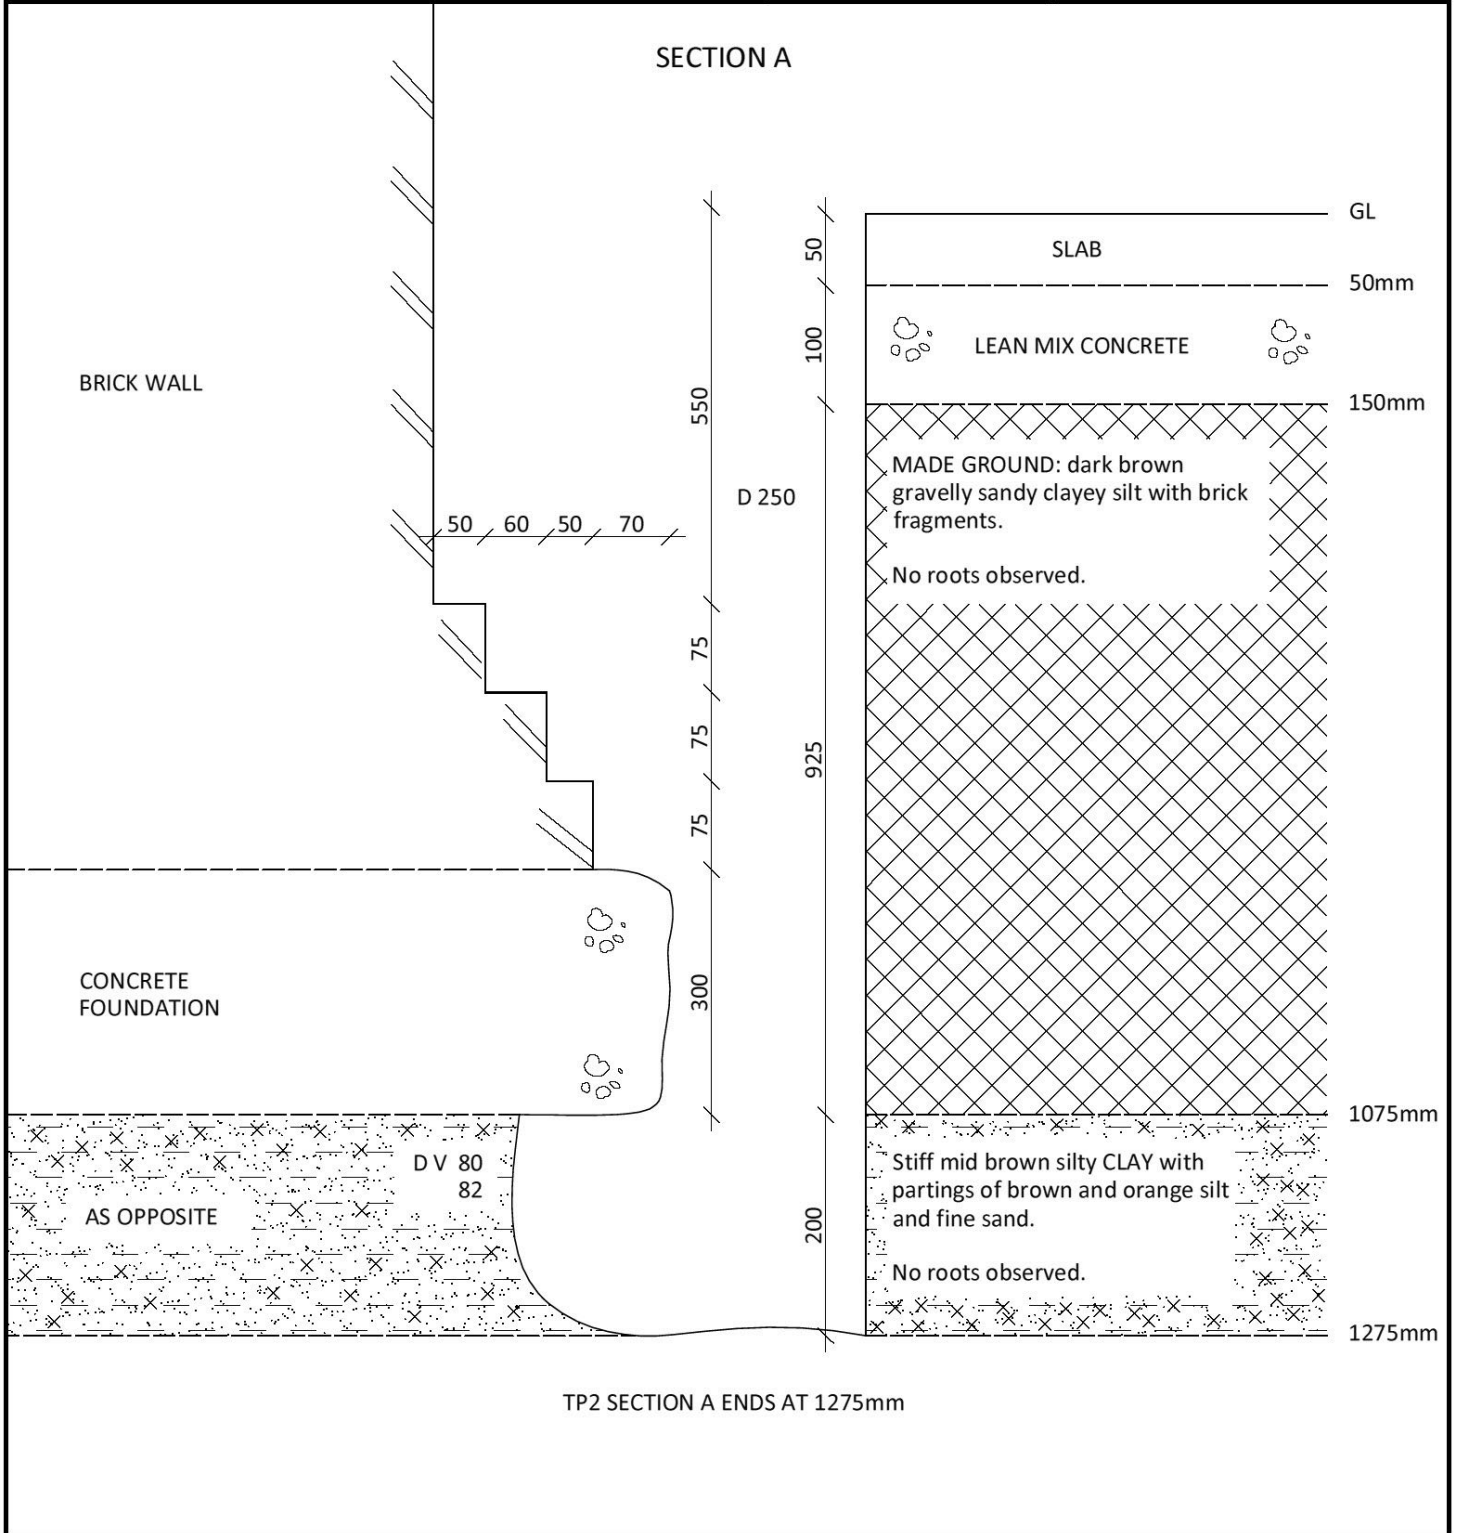 SECTION A
GL
50
SLAB
50mm
100
LEAN MIX CONCRETE
150mm
BRICK WALL
550
MADE GROUND: dark brown
gravelly sandy clayey silt with brick
fragments.
No roots observed.
D 250
50 60 50 70
75
75
75
925
CONCRETE
FOUNDATION
300
1075mm
D V 80
82
AS OPPOSITE
200
Stiff mid brown silty CLAY with
partings of brown and orange silt
and fine sand.
No roots observed.
1275mm
TP2 SECTION A ENDS AT 1275mm